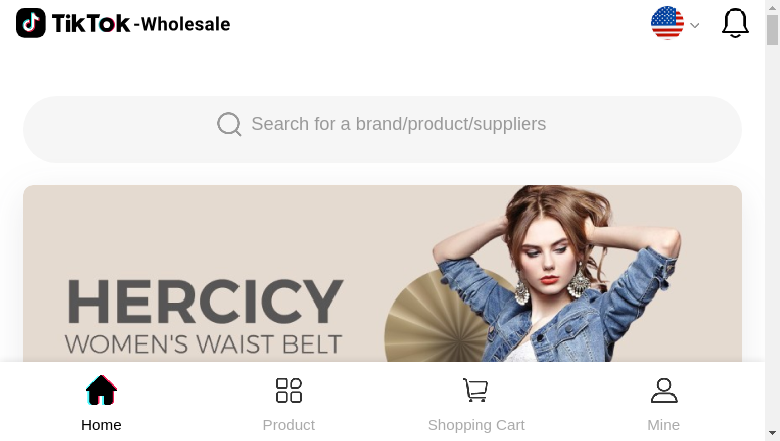 TikTok -Wholesale
Search for a brand/product/suppliers
HERCICY
WOMEN'S WAIST BELT
Home
Product
Shopping Cart
Mine